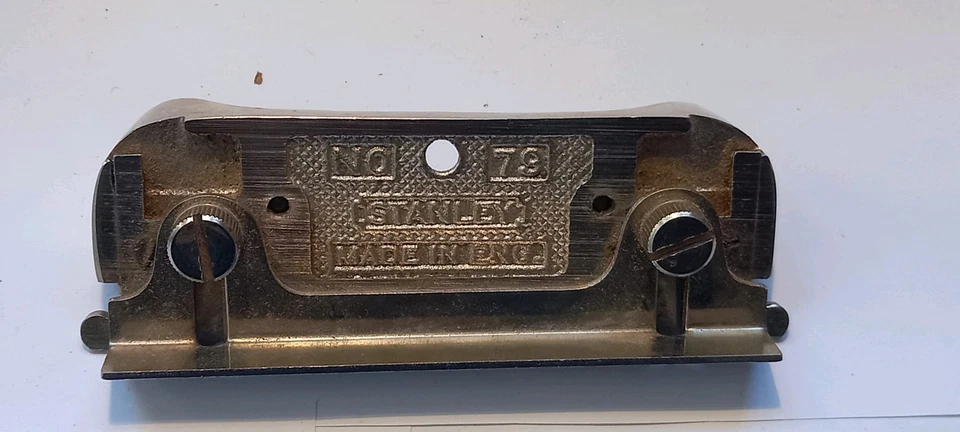 NO 79
STANLEY
MADE IN ENG.